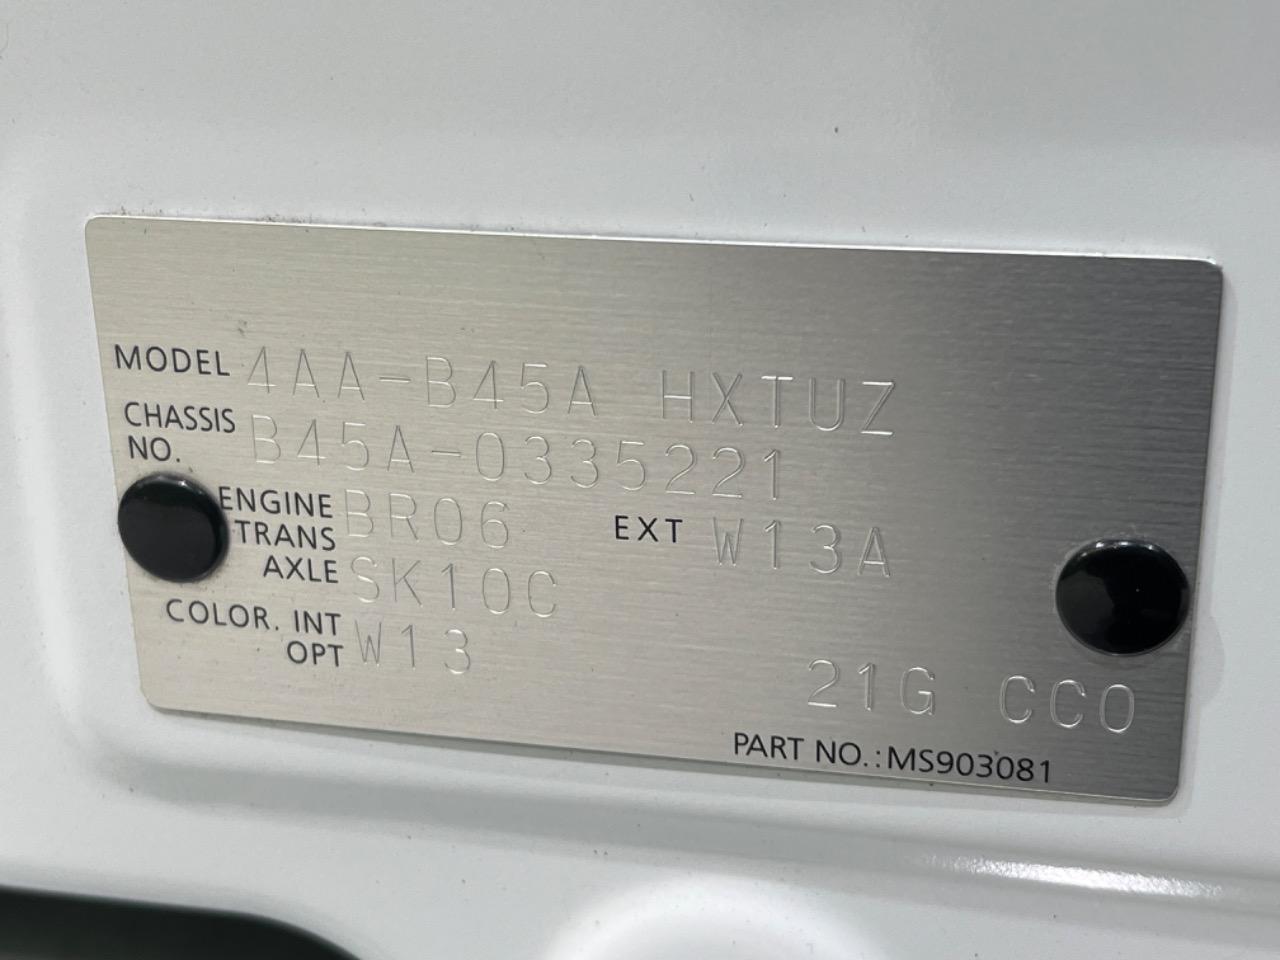 MODEL 4AA-B45A HXTUZ
CHASSIS NO. B45A-0335221
ENGINE BR06 EXT W13A
TRANS AXLE SK10C
COLOR. INT OPT W13
21G CC0
PART NO.:MS903081